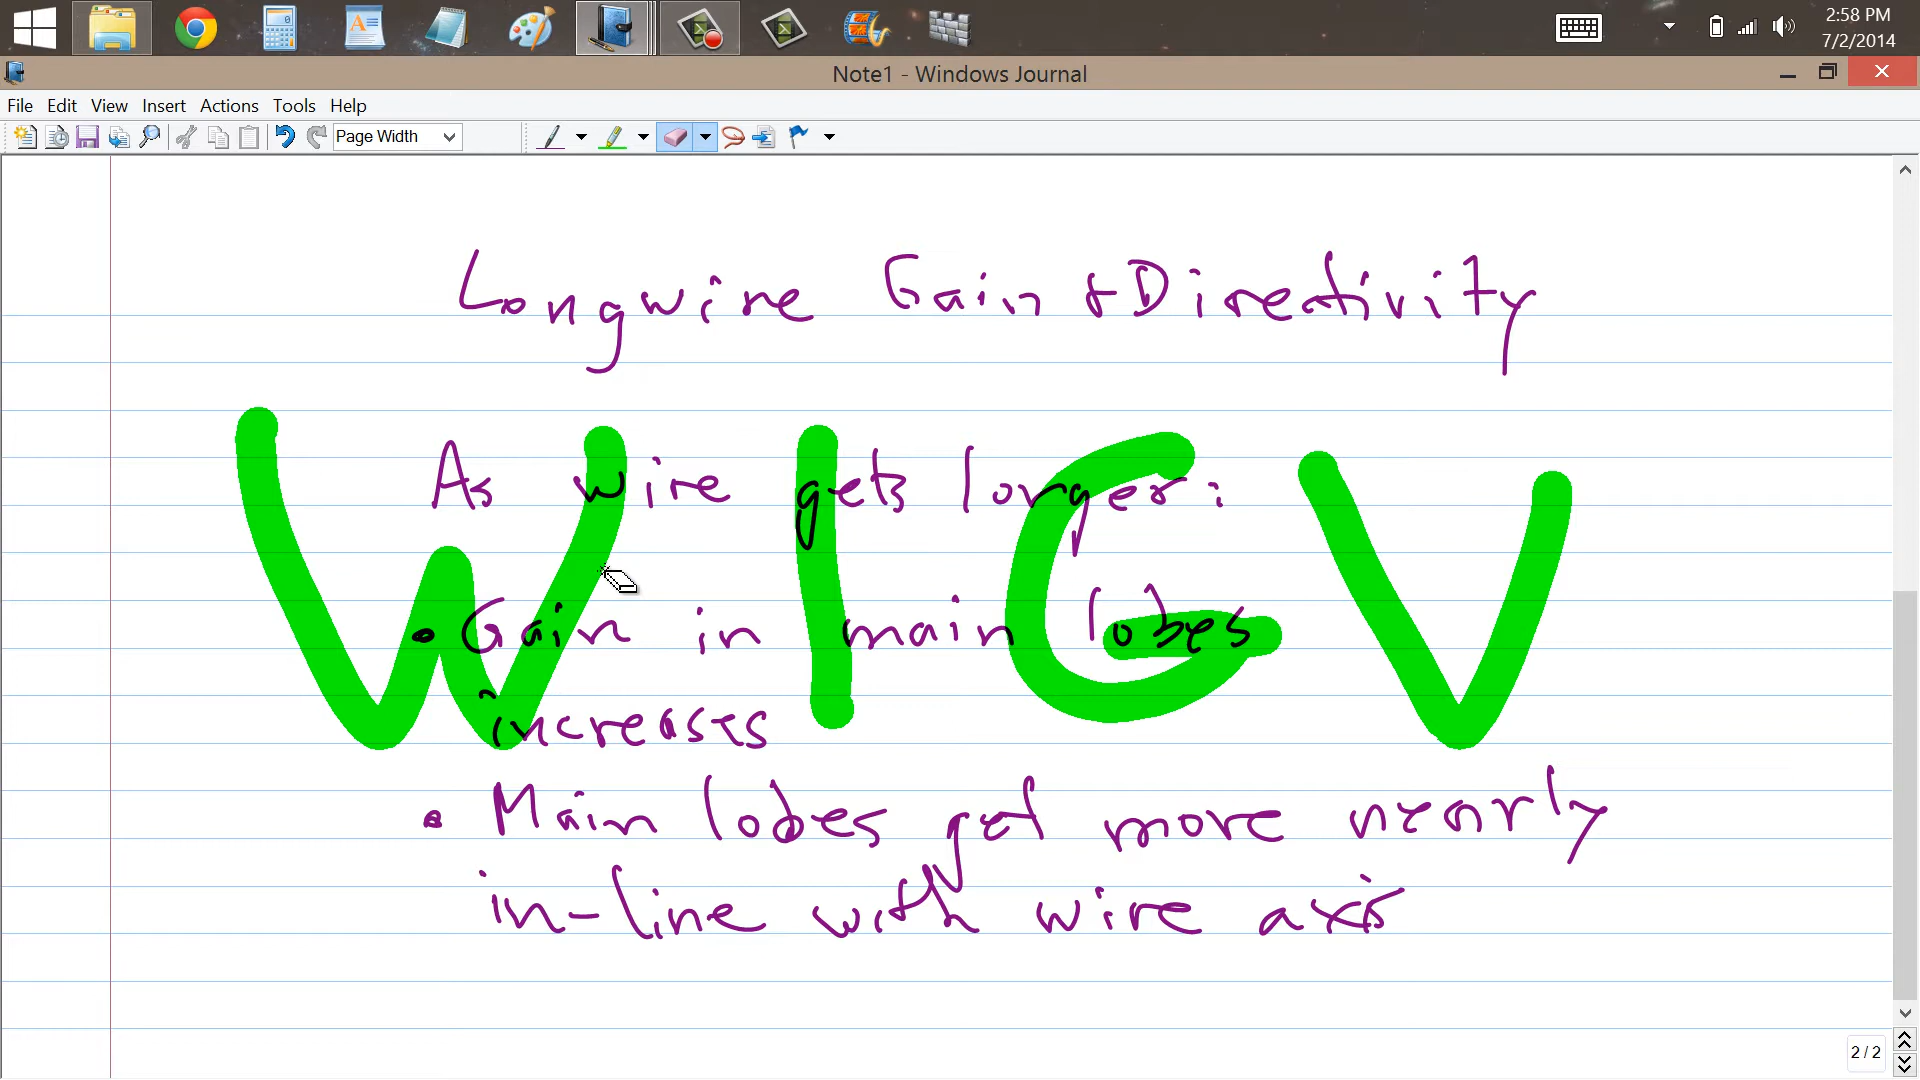 2:58 PM
7/2/2014
Note1 - Windows Journal
File Edit View Insert Actions Tools Help
Page Width
Longwire Gain & Directivity
W1GV
As wire gets longer:
• Gain in main lobes
increases
• Main lobes get more nearly
in-line with wire axis
2 / 2